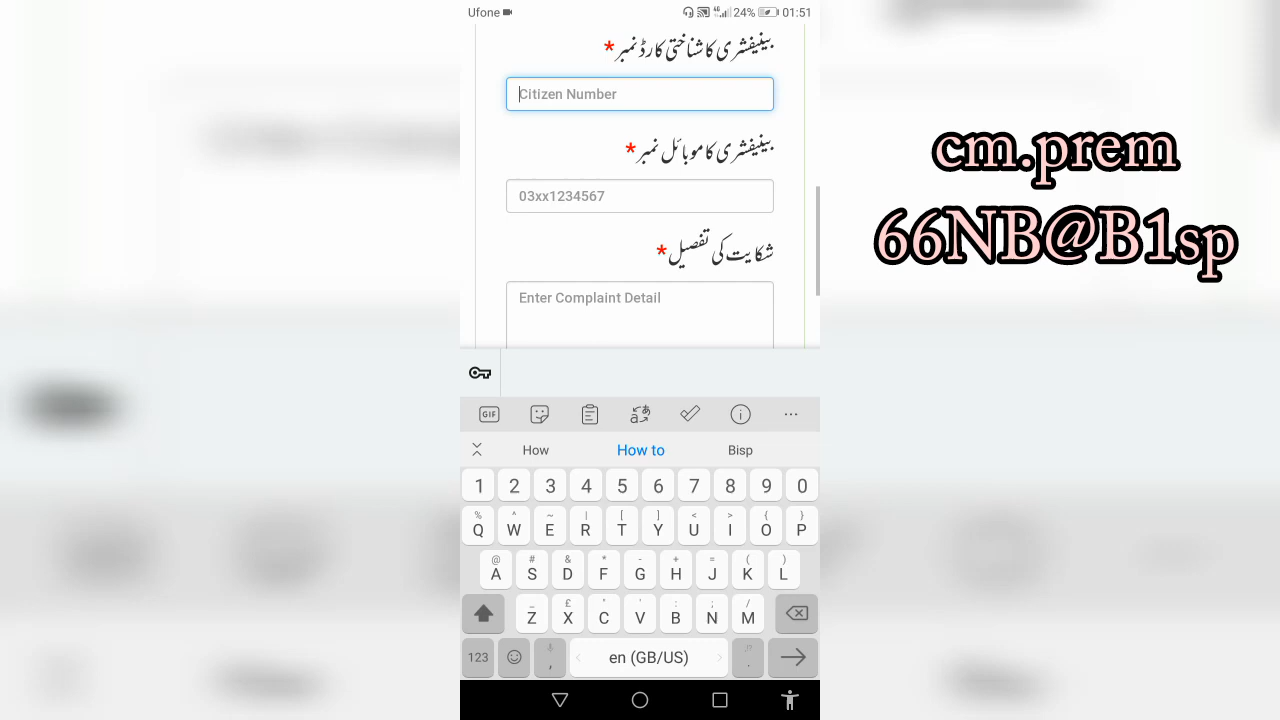 Ufone
24%
01:51
بینیفشری کا شناختی کارڈ نمبر *
Citizen Number
بینیفشری کا موبائل نمبر *
03xx1234567
شکایت کی تفصیل *
Enter Complaint Detail
cm.prem
66NB@B1sp
GIF
How How to Bisp
1 2 3 4 5 6 7 8 9 0
% ^ ~ | [ ] < > { }
Q W E R T Y U I O P
@ # & * - + = ( )
A S D F G H J K L
_ £ " ' : ; /
Z X C V B N M
123 , en (GB/US) .